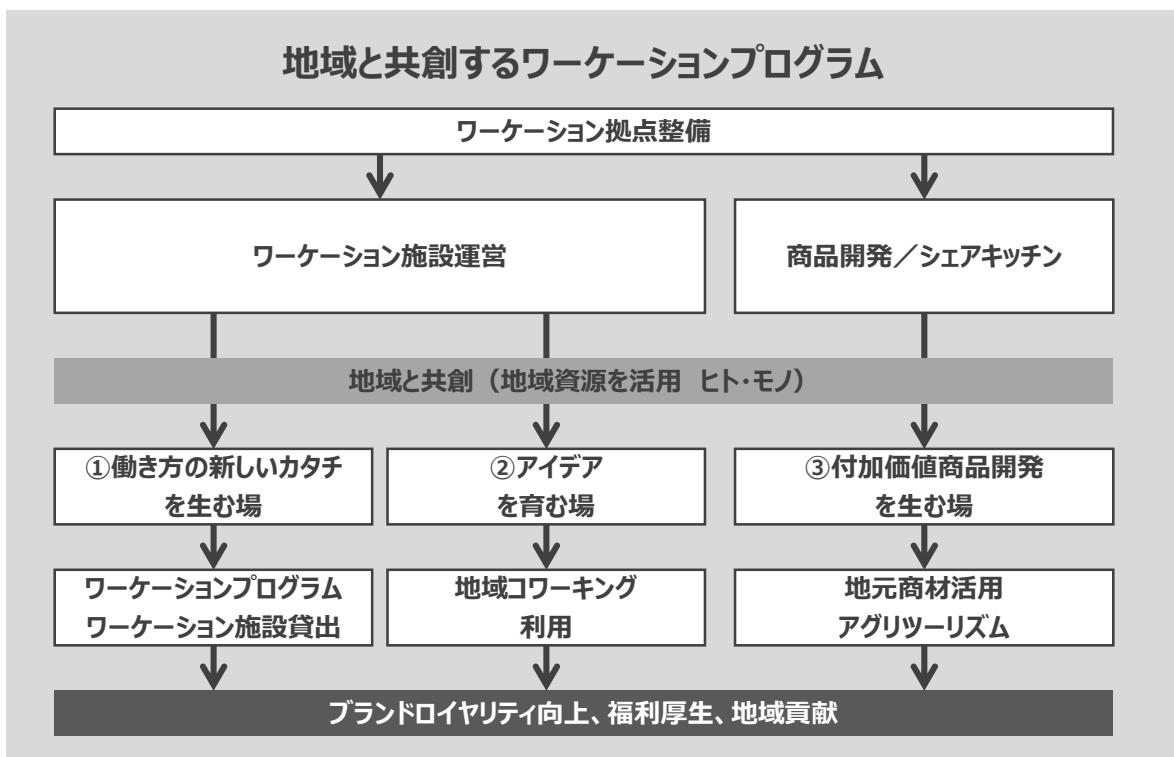 地域と共創するワーケーションプログラム
ワーケーション拠点整備
ワーケーション施設運営
商品開発／シェアキッチン
地域と共創（地域資源を活用　ヒト・モノ）
①働き方の新しいカタチ
を生む場
②アイデア
を育む場
③付加価値商品開発
を生む場
ワーケーションプログラム
ワーケーション施設貸出
地域コワーキング
利用
地元商材活用
アグリツーリズム
ブランドロイヤリティ向上、福利厚生、地域貢献